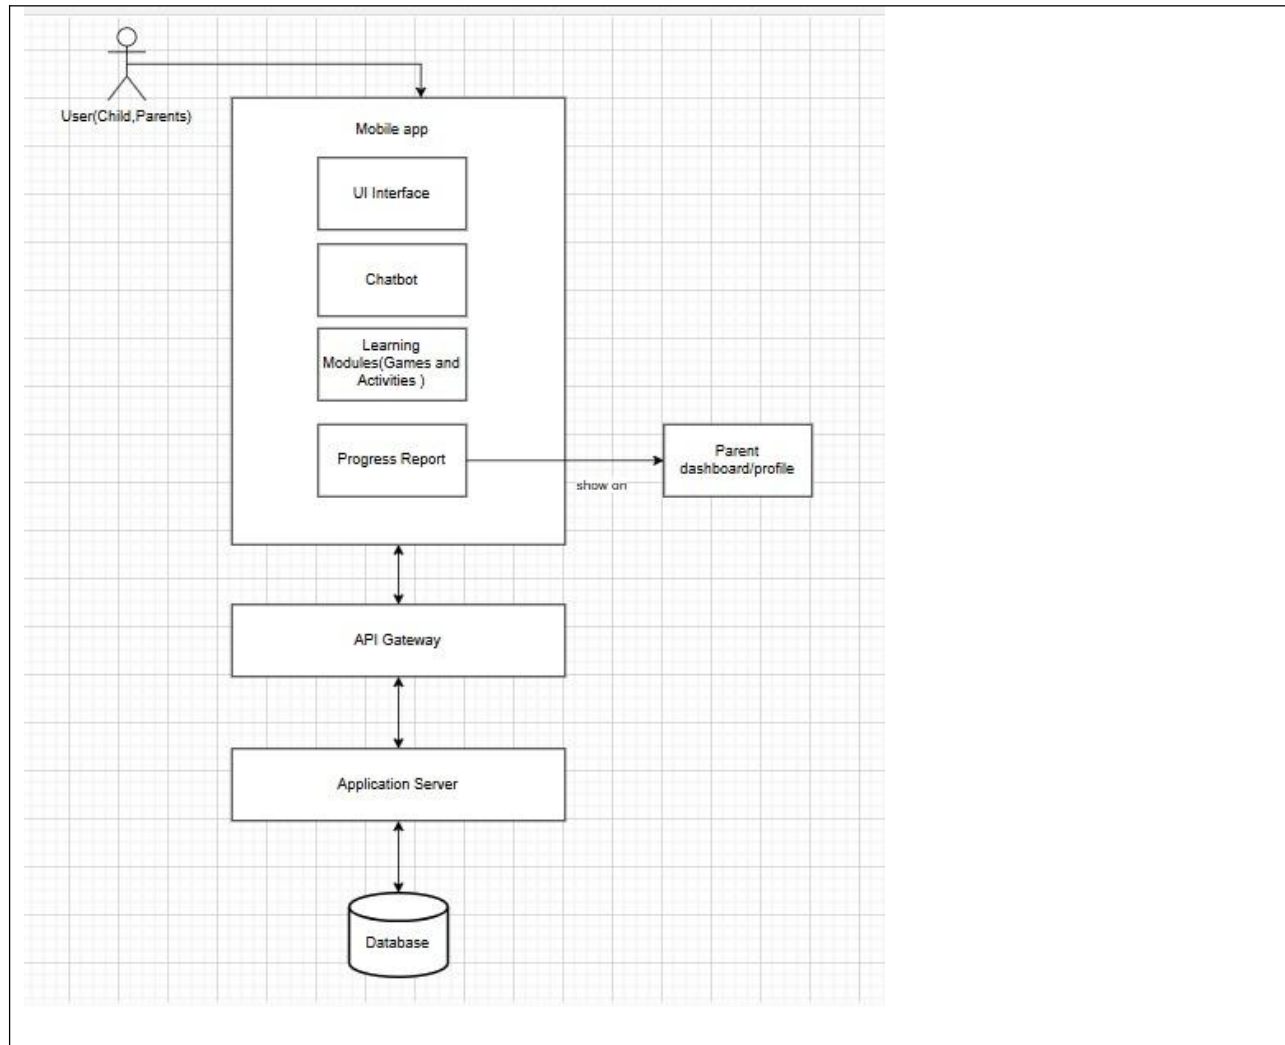 User(Child,Parents)
Mobile app
UI Interface
Chatbot
Learning
Modules(Games and
Activities )
Progress Report
show on
Parent
dashboard/profile
API Gateway
Application Server
Database